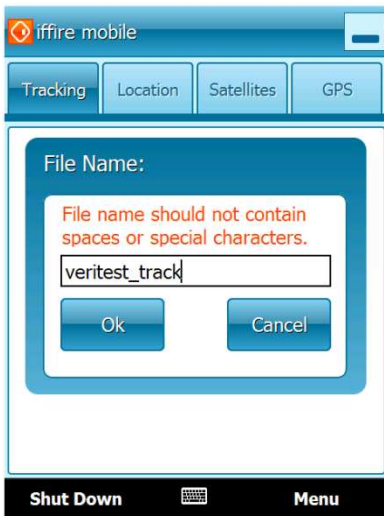 iffire mobile
Tracking Location Satellites GPS
File Name:
File name should not contain
spaces or special characters.
veritest_track
Ok Cancel
Shut Down Menu